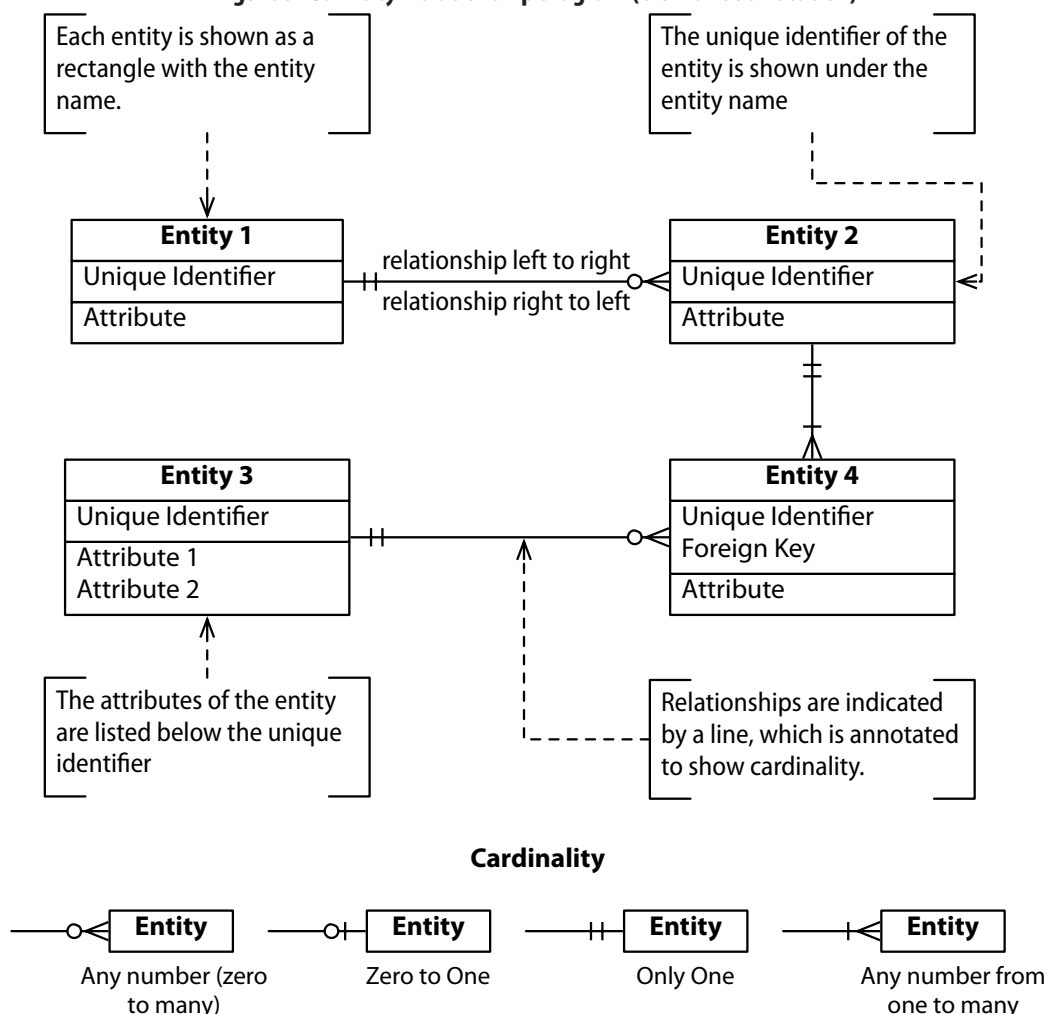 Each entity is shown as a
rectangle with the entity
name.
The unique identifier of the
entity is shown under the
entity name
Entity 1
Unique Identifier
Attribute
relationship left to right
relationship right to left
Entity 2
Unique Identifier
Attribute
Entity 3
Unique Identifier
Attribute 1
Attribute 2
Entity 4
Unique Identifier
Foreign Key
Attribute
The attributes of the entity
are listed below the unique
identifier
Relationships are indicated
by a line, which is annotated
to show cardinality.
Cardinality
Entity
Any number (zero
to many)
Entity
Zero to One
Entity
Only One
Entity
Any number from
one to many